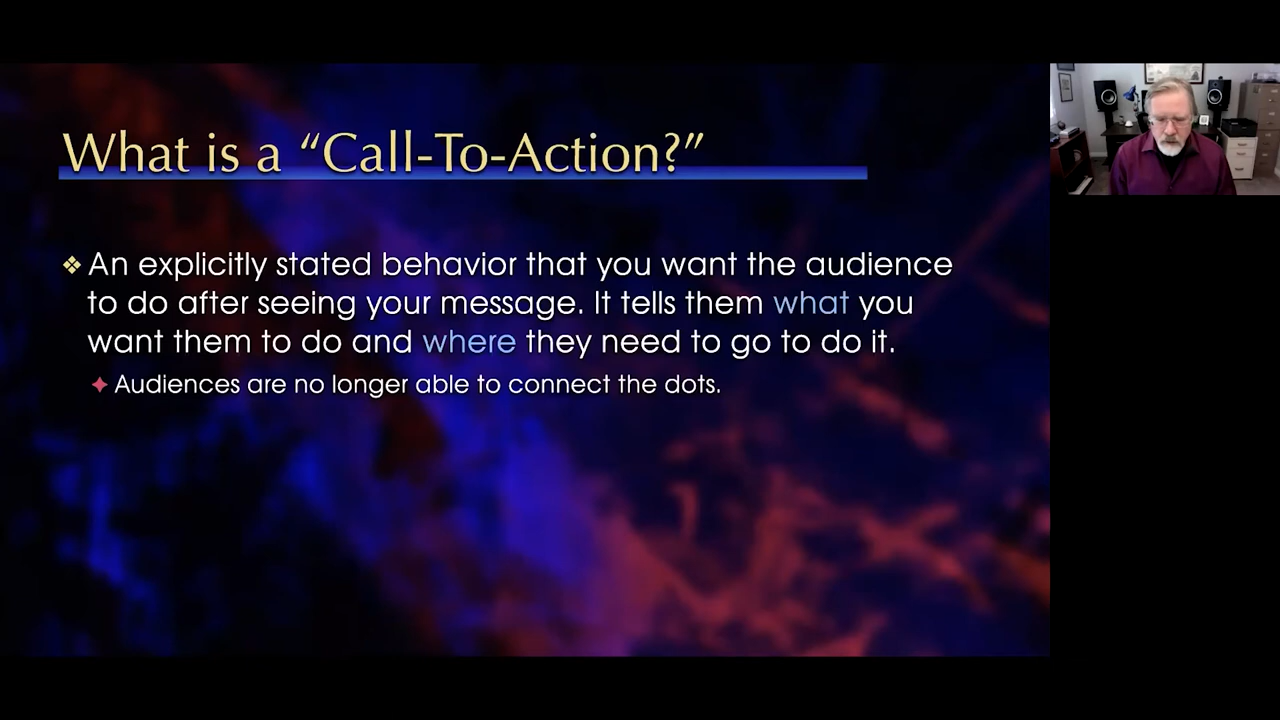 What is a “Call-To-Action?”
❖ An explicitly stated behavior that you want the audience
to do after seeing your message. It tells them what you
want them to do and where they need to go to do it.
✦ Audiences are no longer able to connect the dots.